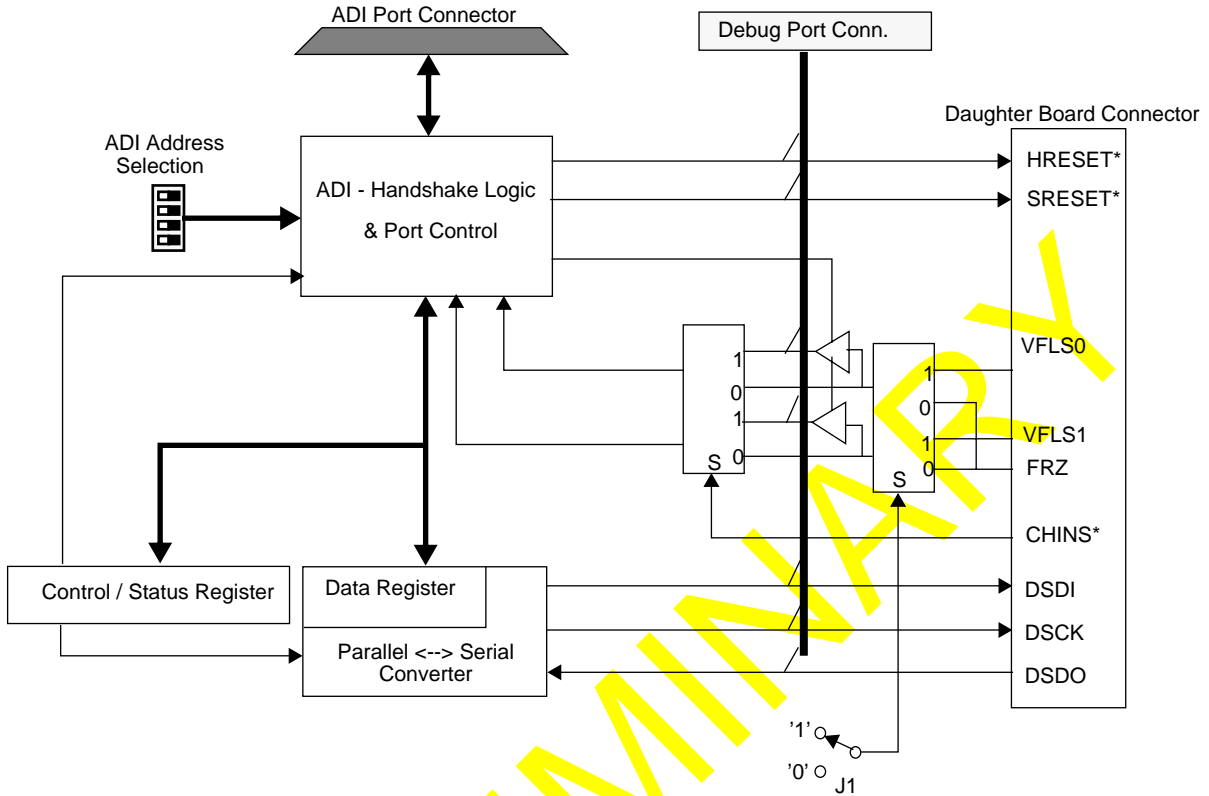 ADI Port Connector
Debug Port Conn.
Daughter Board Connector
ADI Address
Selection
ADI - Handshake Logic
& Port Control
HRESET*
SRESET*
VFLS0
VFLS1
FRZ
CHINS*
DSDI
DSCK
DSDO
1
0
1
0
S
1
0
1
0
S
Control / Status Register
Data Register
Parallel <--> Serial
Converter
'1'
'0'
J1
MINARY